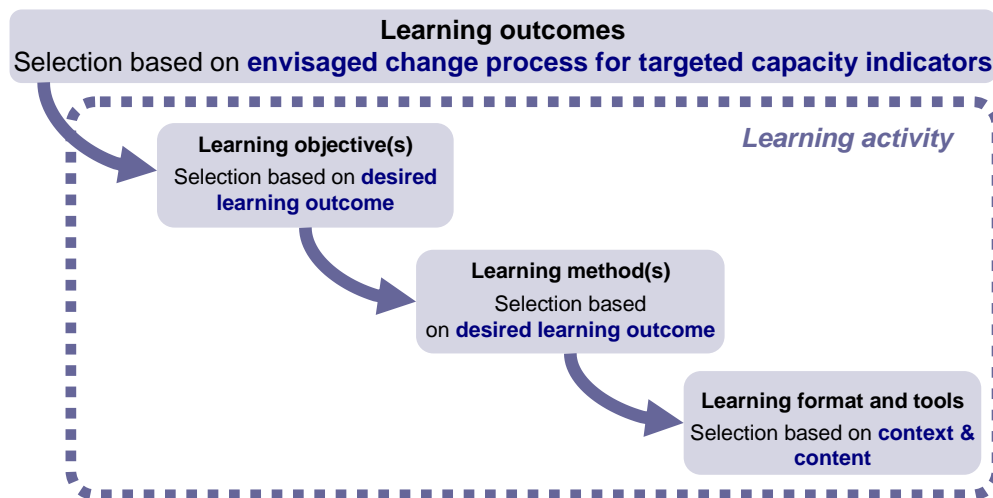 Learning outcomes
Selection based on envisaged change process for targeted capacity indicators
Learning activity
Learning objective(s)
Selection based on desired
learning outcome
Learning method(s)
Selection based
on desired learning outcome
Learning format and tools
Selection based on context &
content